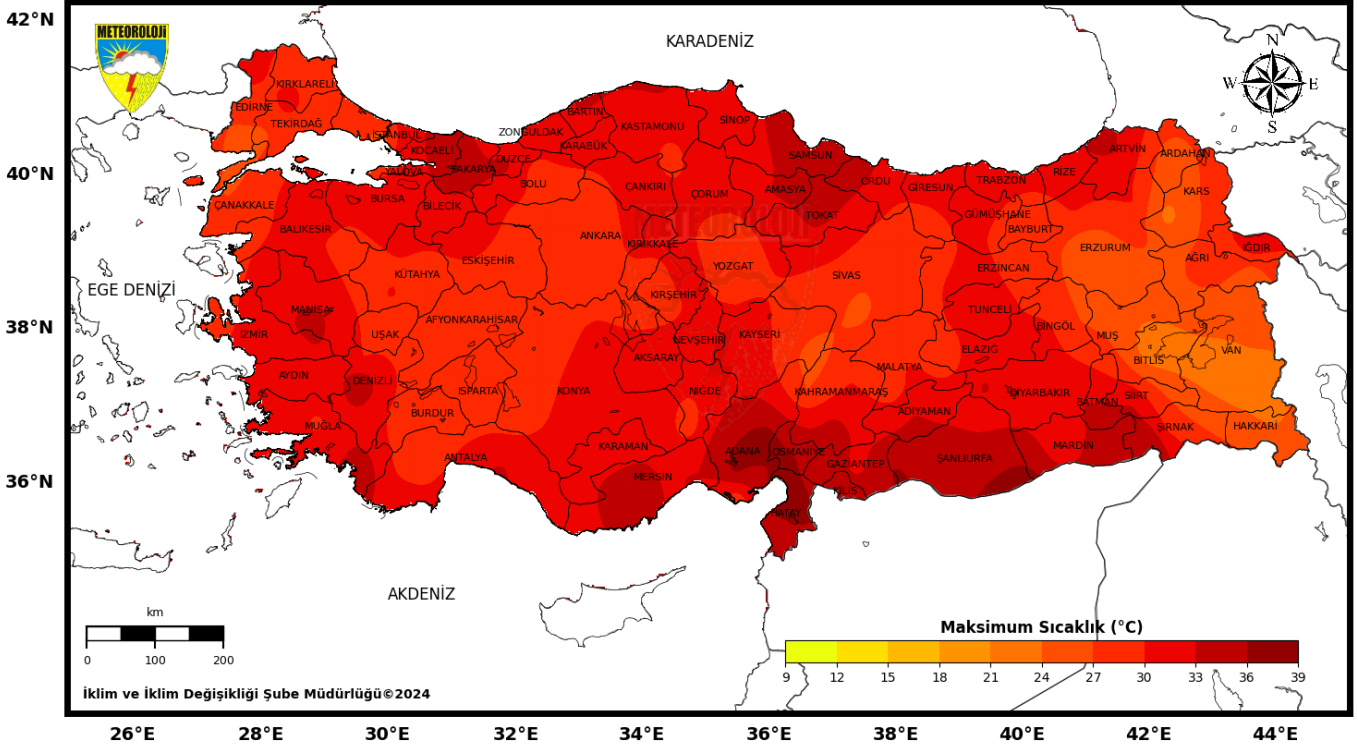 42°N
METEOROLOJİ
KARADENİZ
N
W E
S
KIRKLARELİ
EDİRNE
TEKİRDAĞ
İSTANBUL
KOCAELİ
YALOVA
SAKARYA
DÜZCE
ZONGULDAK
BARTIN
KARABÜK
KASTAMONU
SİNOP
SAMSUN
ORDU
GİRESUN
TRABZON
RİZE
ARTVİN
ARDAHAN
40°N
ÇANAKKALE
BALIKESİR
BURSA
BİLECİK
BOLU
ÇANKIRI
ÇORUM
AMASYA
TOKAT
GÜMÜŞHANE
BAYBURT
KARS
ANKARA
KIRIKKALE
METEOROLOJİ
ERZURUM
IĞDIR
AĞRI
EGE DENİZİ
KÜTAHYA
ESKİŞEHİR
YOZGAT
SİVAS
ERZİNCAN
38°N
MANİSA
İZMİR
UŞAK
AFYONKARAHİSAR
KIRŞEHİR
NEVŞEHİR
KAYSERİ
TUNCELİ
BİNGÖL
MUŞ
BİTLİS
VAN
AYDIN
DENİZLİ
ISPARTA
KONYA
AKSARAY
NİĞDE
KAHRAMANMARAŞ
MALATYA
ELAZIĞ
DİYARBAKIR
BATMAN
SİİRT
MUĞLA
BURDUR
ANTALYA
KARAMAN
MERSİN
ADANA
OSMANİYE
GAZİANTEP
KİLİS
HATAY
ADIYAMAN
ŞANLIURFA
MARDİN
ŞIRNAK
HAKKARİ
36°N
AKDENİZ
km
0 100 200
İklim ve İklim Değişikliği Şube Müdürlüğü©2024
Maksimum Sıcaklık (°C)
9 12 15 18 21 24 27 30 33 36 39
26°E 28°E 30°E 32°E 34°E 36°E 38°E 40°E 42°E 44°E